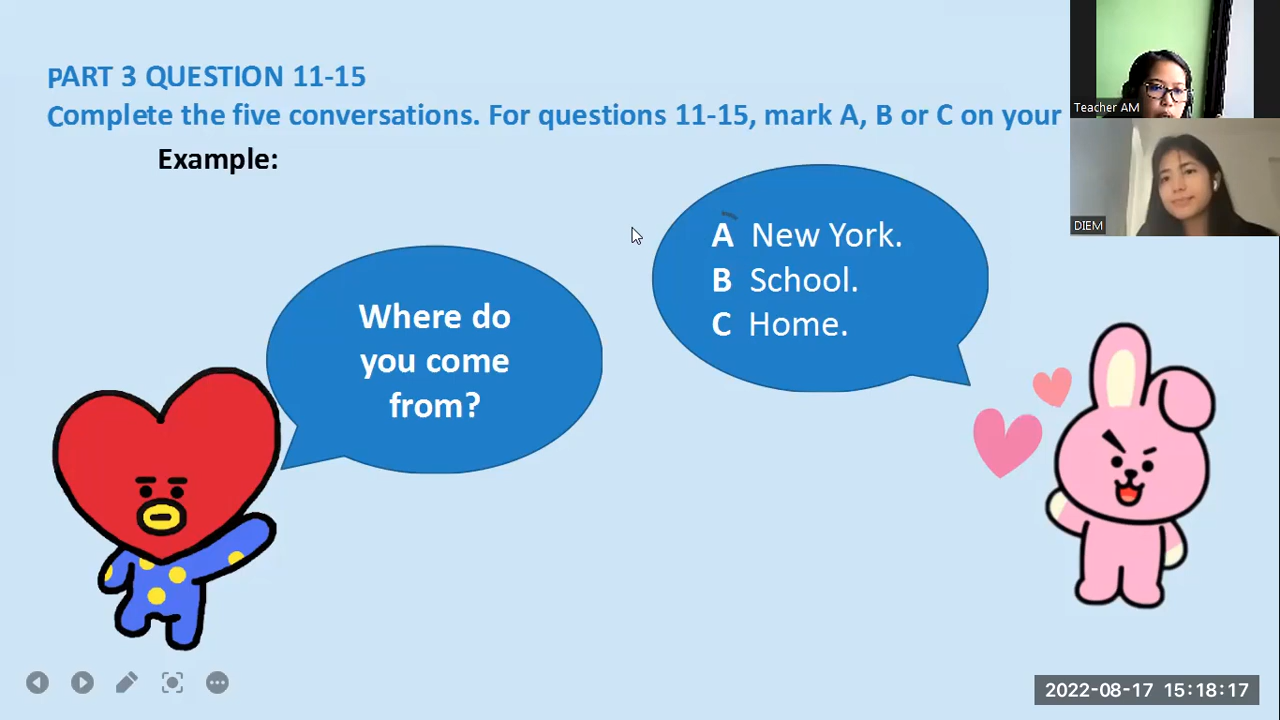 PART 3 QUESTION 11-15
Complete the five conversations. For questions 11-15, mark A, B or C on your
Example:
Where do
you come
from?
A New York.
B School.
C Home.
Teacher AM
DIEM
2022-08-17 15:18:17